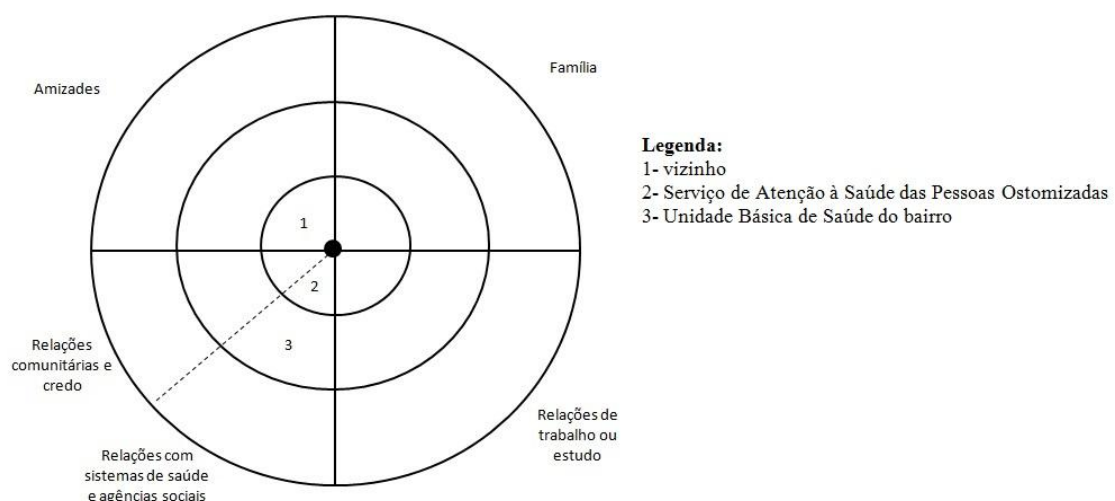 Amizades
Família
1
2
3
Relações
comunitárias e
credo
Relações com
sistemas de saúde
e agências sociais
Relações de
trabalho ou
estudo
Legenda:
1- vizinho
2- Serviço de Atenção à Saúde das Pessoas Ostomizadas
3- Unidade Básica de Saúde do bairro